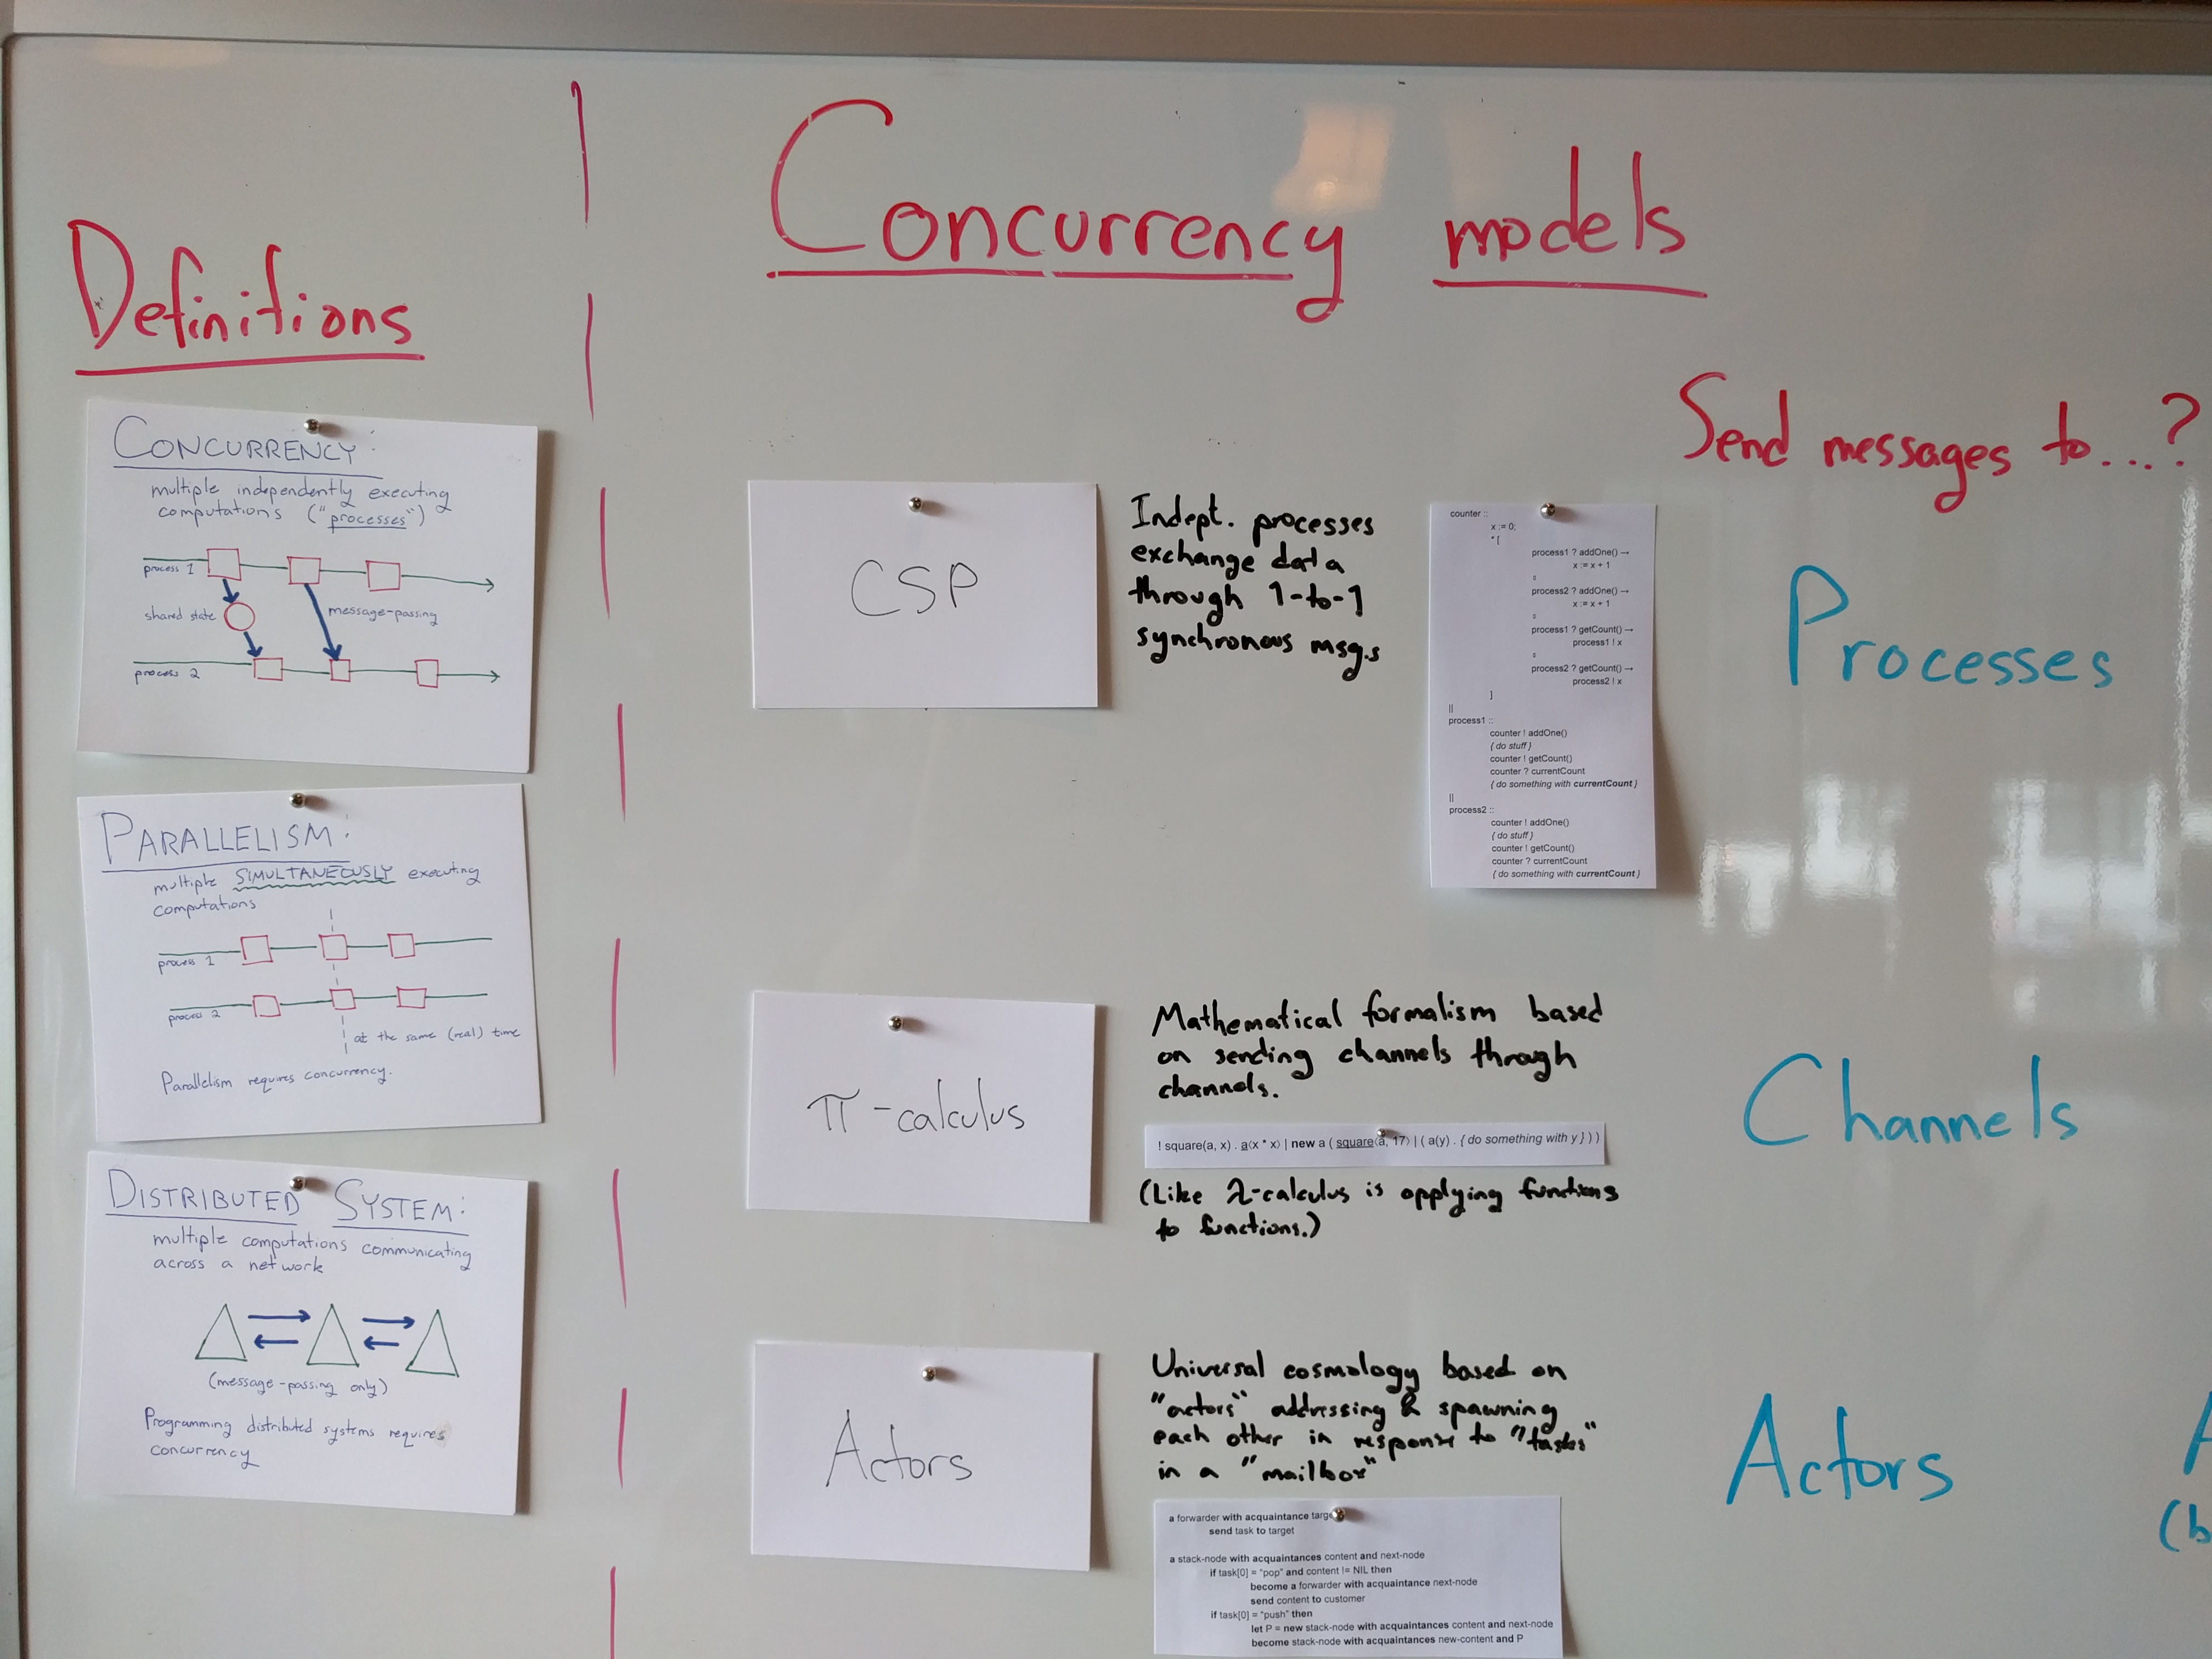 Concurrency models
Definitions
CONCURRENCY:
multiple independently executing
computations ("processes")
process 1
shared state
message-passing
process 2
PARALLELISM:
multiple SIMULTANEOUSLY executing
computations
process 1
process 2
at the same (real) time
Parallelism requires concurrency.
DISTRIBUTED SYSTEM:
multiple computations communicating
across a network
(message-passing only)
Programming distributed systems requires
concurrency
Send messages to....?
CSP
Indept. processes
exchange data
through 1-to-1
synchronous msg.s
counter ::
x := 0;
*[
process1 ? addOne() →
x := x + 1
▯
process2 ? addOne() →
x := x + 1
▯
process1 ? getCount() →
process1 ! x
▯
process2 ? getCount() →
process2 ! x
]
||
process1 ::
counter ! addOne()
{ do stuff }
counter ! getCount()
counter ? currentCount
{ do something with currentCount }
||
process2 ::
counter ! addOne()
{ do stuff }
counter ! getCount()
counter ? currentCount
{ do something with currentCount }
Processes
π-calculus
Mathematical formalism based
on sending channels through
channels.
! square(a, x) . a⟨x * x⟩ | new a ( square⟨a, 17⟩ | ( a(y) . { do something with y } ) )
(Like λ-calculus is applying functions
to functions.)
Channels
Actors
Universal cosmology based on
"actors" addressing & spawning
each other in response to "tasks"
in a "mailbox"
a forwarder with acquaintance
send task to target
a stack-node with acquaintances content and next-node
if task[0] = "pop" and content != NIL then
become a forwarder with acquaintance next-node
send content to customer
if task[0] = "push" then
let P = new stack-node with acquaintances content and next-node
become stack-node with acquaintances new-content and P
Actors